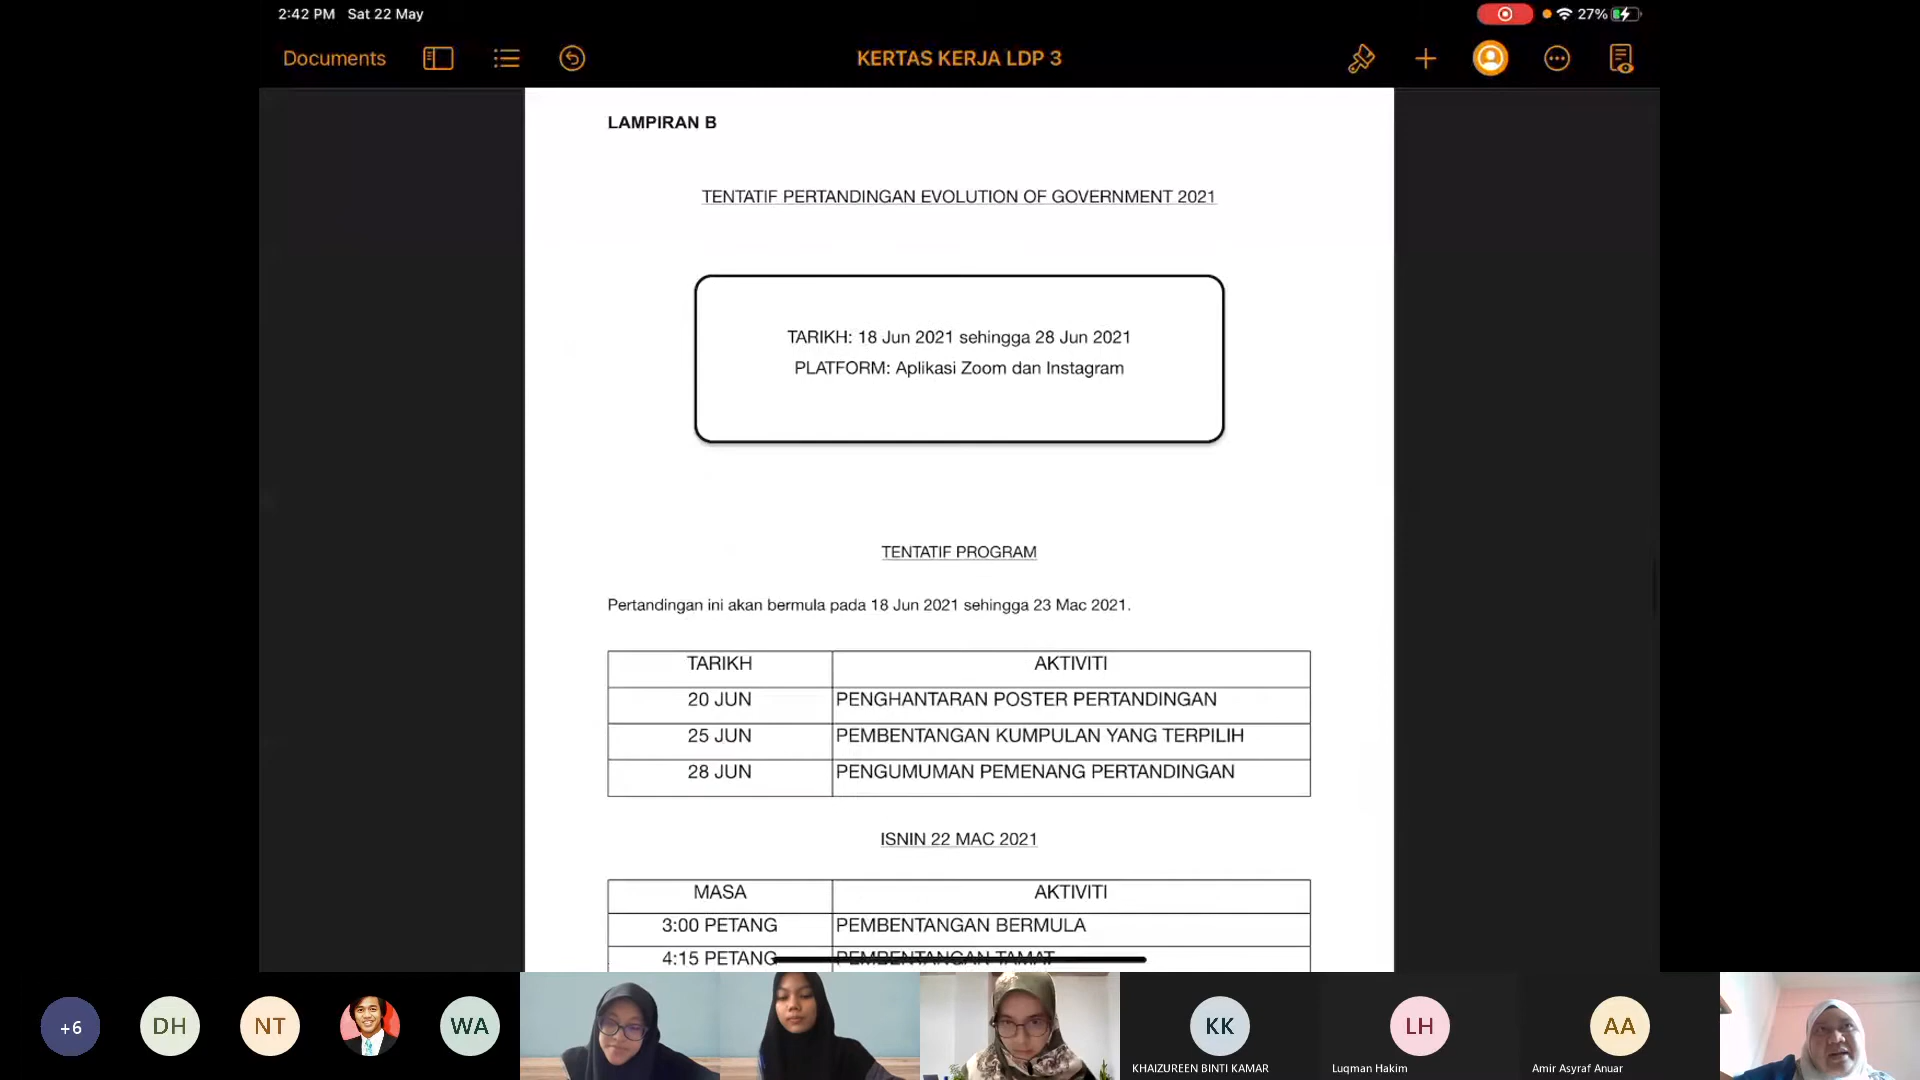 2:42 PM Sat 22 May
27%
Documents
KERTAS KERJA LDP 3
LAMPIRAN B
TENTATIF PERTANDINGAN EVOLUTION OF GOVERNMENT 2021
TARIKH: 18 Jun 2021 sehingga 28 Jun 2021
PLATFORM: Aplikasi Zoom dan Instagram
TENTATIF PROGRAM
Pertandingan ini akan bermula pada 18 Jun 2021 sehingga 23 Mac 2021.
TARIKH AKTIVITI
20 JUN PENGHANTARAN POSTER PERTANDINGAN
25 JUN PEMBENTANGAN KUMPULAN YANG TERPILIH
28 JUN PENGUMUMAN PEMENANG PERTANDINGAN
ISNIN 22 MAC 2021
MASA AKTIVITI
3:00 PETANG PEMBENTANGAN BERMULA
4:15 PETANG PEMBENTANGAN TAMAT
+6 DH NT WA KK LH AA
KHAIZUREEN BINTI KAMAR Luqman Hakim Amir Asyraf Anuar